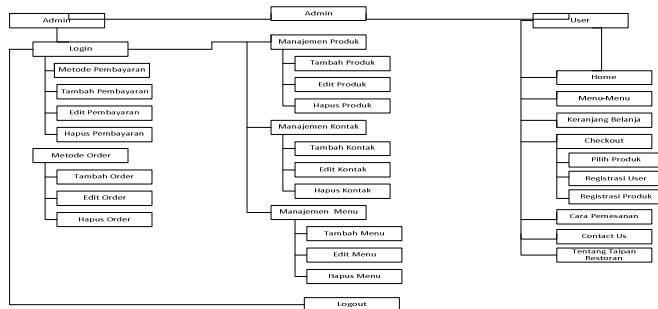 Admin
Admin
User
Login
Metode Pembayaran
Tambah Pembayaran
Edit Pembayaran
Hapus Pembayaran
Metode Order
Tambah Order
Edit Order
Hapus Order
Manajemen Produk
Tambah Produk
Edit Produk
Hapus Produk
Manajemen Kontak
Tambah Kontak
Edit Kontak
Hapus Kontak
Manajemen Menu
Tambah Menu
Edit Menu
Hapus Menu
Logout
Home
Menu-Menu
Keranjang Belanja
Checkout
Pilih Produk
Registrasi User
Registrasi Produk
Cara Pemesanan
Contact Us
Tentang Taipan
Restoran